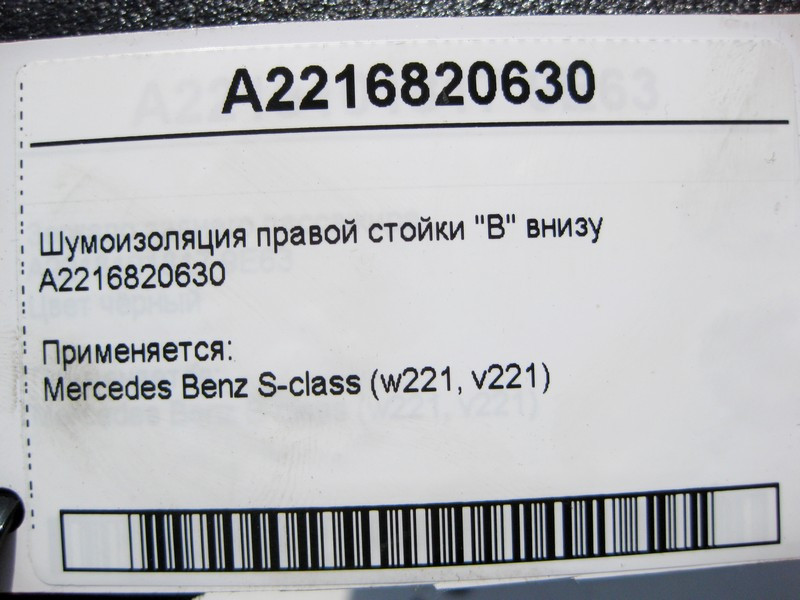 A2216820630
Шумоизоляция правой стойки "В" внизу
A2216820630
Применяется:
Mercedes Benz S-class (w221, v221)